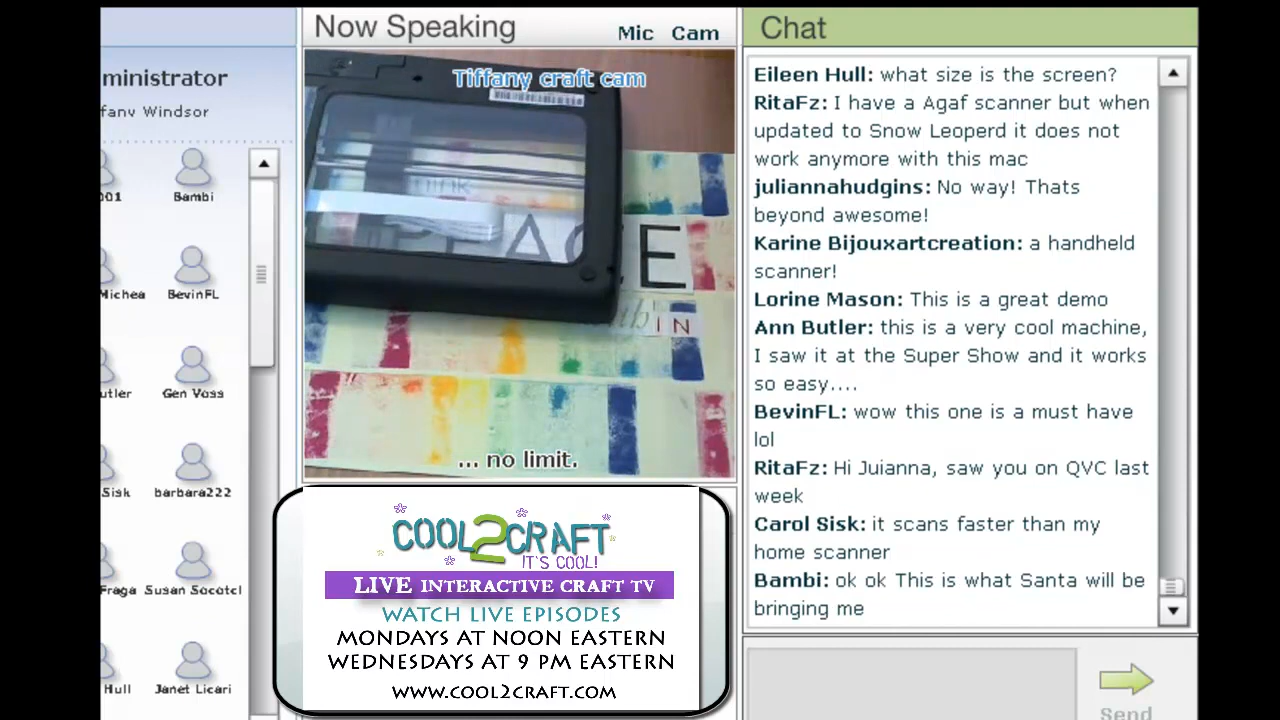 ministrator
fany Windsor
001
Bambi
Michea
BevinFL
utler
Gen Vass
Sisk
barbara222
Fraga
Susan Socatcl
Hull
Janet Licari
Now Speaking
Mic Cam
Tiffany craft cam
E
IN
... no limit.
COOL2CRAFT
IT'S COOL!
LIVE INTERACTIVE CRAFT TV
WATCH LIVE EPISODES
MONDAYS AT NOON EASTERN
WEDNESDAYS AT 9 PM EASTERN
WWW.COOL2CRAFT.COM
Chat
Eileen Hull: what size is the screen?
RitaFz: I have a Agaf scanner but when
updated to Snow Leoperd it does not
work anymore with this mac
juliannahudgins: No way! Thats
beyond awesome!
Karine Bijouxartcreation: a handheld
scanner!
Lorine Mason: This is a great demo
Ann Butler: this is a very cool machine,
I saw it at the Super Show and it works
so easy....
BevinFL: wow this one is a must have
lol
RitaFz: Hi Juianna, saw you on QVC last
week
Carol Sisk: it scans faster than my
home scanner
Bambi: ok ok This is what Santa will be
bringing me
Send